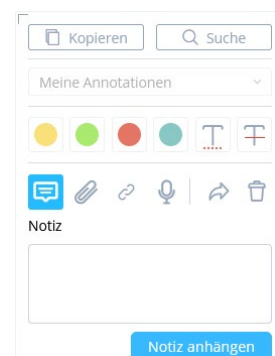 Kopieren
Suche
Meine Annotationen
T T
Notiz
Notiz anhängen